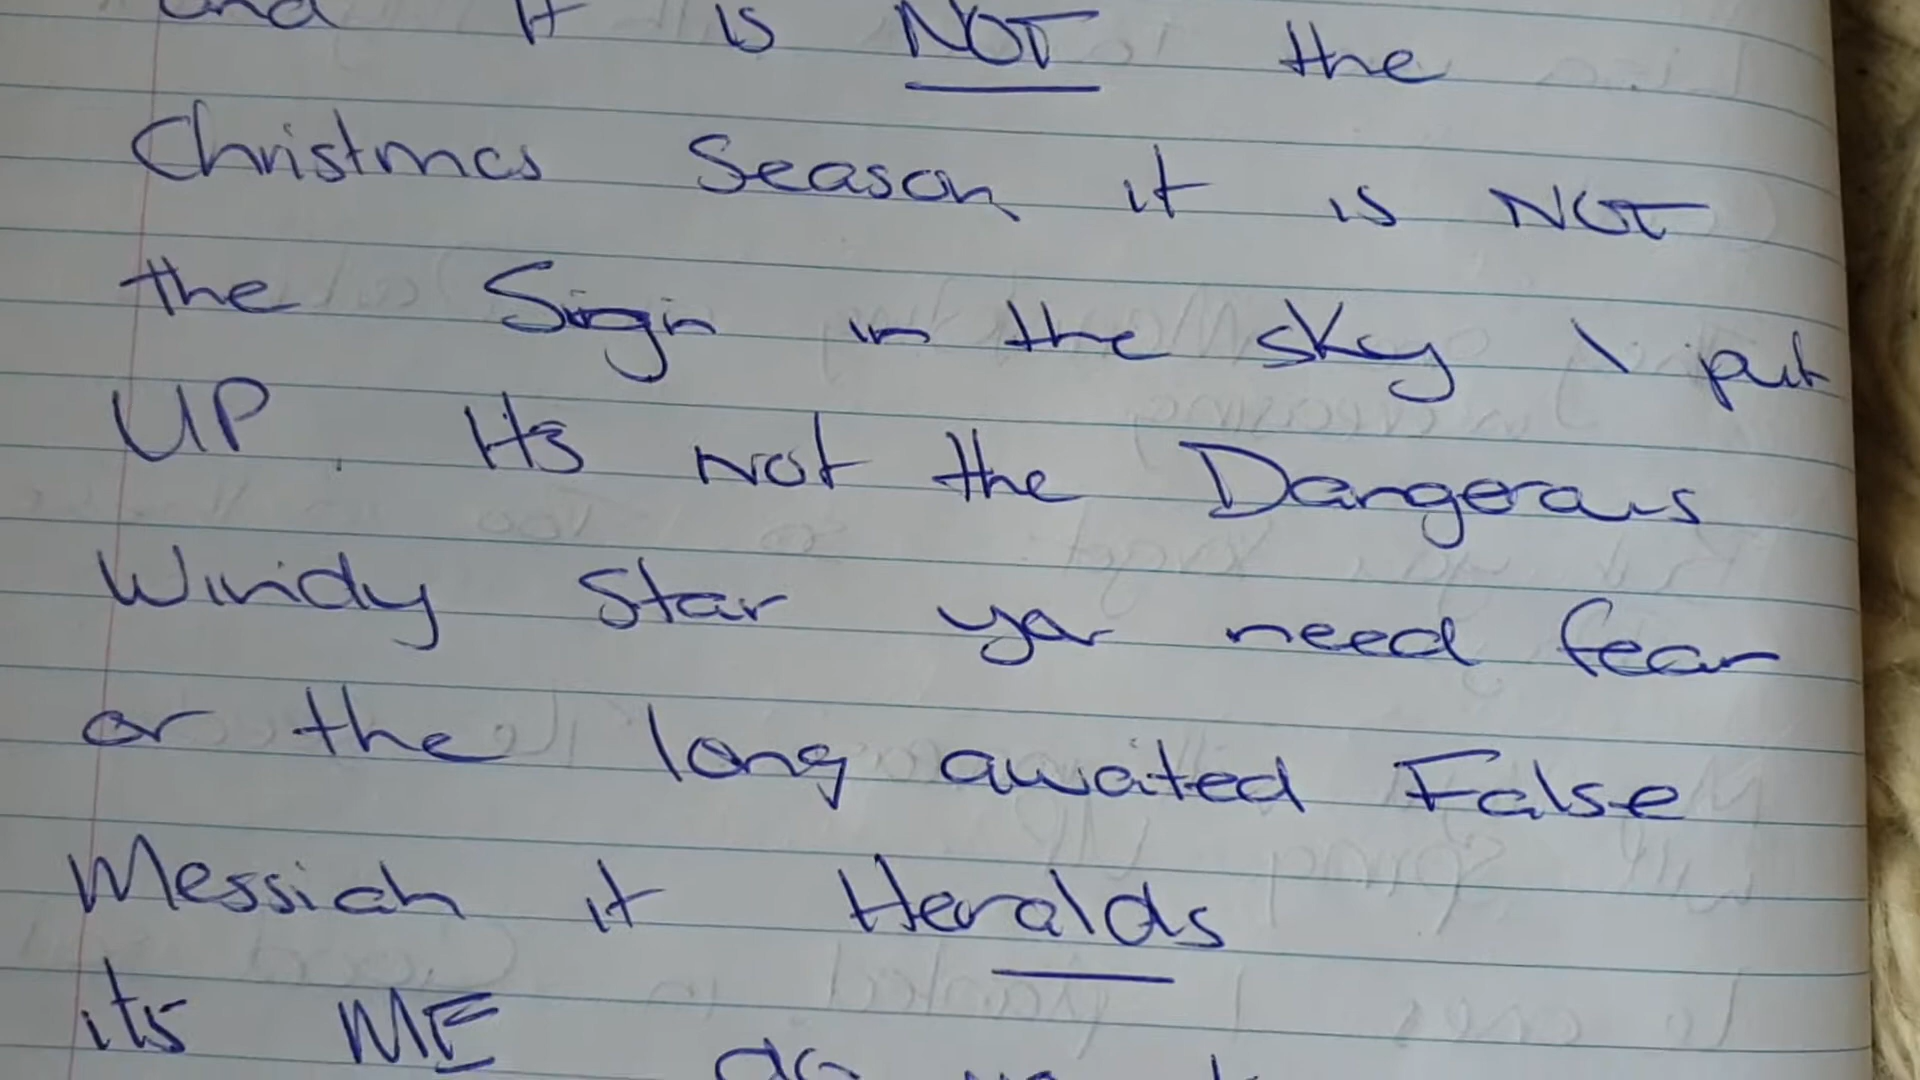 and it is NOT the
Christmas Season it is NOT
the Sign in the sky I put
UP. Its not the Dangerous
Windy Star you need fear
or the long awaited False
Messiah it Heralds
its ME do